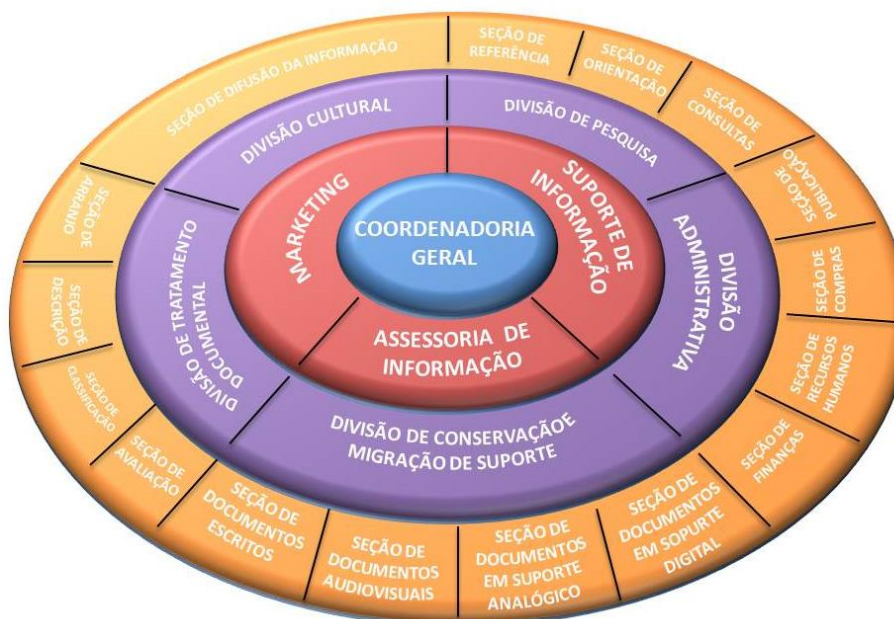 COORDENADORIA
GERAL
MARKETING
SUPORTE DE
INFORMAÇÃO
ASSESSORIA DE
INFORMAÇÃO
DIVISÃO CULTURAL
DIVISÃO DE PESQUISA
DIVISÃO
ADMINISTRATIVA
DIVISÃO DE CONSERVAÇÃOE
MIGRAÇÃO DE SUPORTE
DIVISÃO DE TRATAMENTO
DOCUMENTAL
SEÇÃO DE DIFUSÃO DA INFORMAÇÃO
SEÇÃO DE
REFERÊNCIA
SEÇÃO DE
ORIENTAÇÃO
SEÇÃO DE
CONSULTAS
SEÇÃO DE
PUBLICAÇÃO
SEÇÃO DE
COMPRAS
SEÇÃO DE
RECURSOS
HUMANOS
SEÇÃO DE
FINANÇAS
SEÇÃO DE
DOCUMENTOS
EM SOPURTE
DIGITAL
SEÇÃO DE
DOCUMENTOS
EM SUPORTE
ANALÓGICO
SEÇÃO DE
DOCUMENTOS
AUDIOVISUAIS
SEÇÃO DE
DOCUMENTOS
ESCRITOS
SEÇÃO DE
AVALIAÇÃO
SEÇÃO DE
CLASSIFICAÇÃO
SEÇÃO DE
DESCRIÇÃO
SEÇÃO DE
ARRANJO